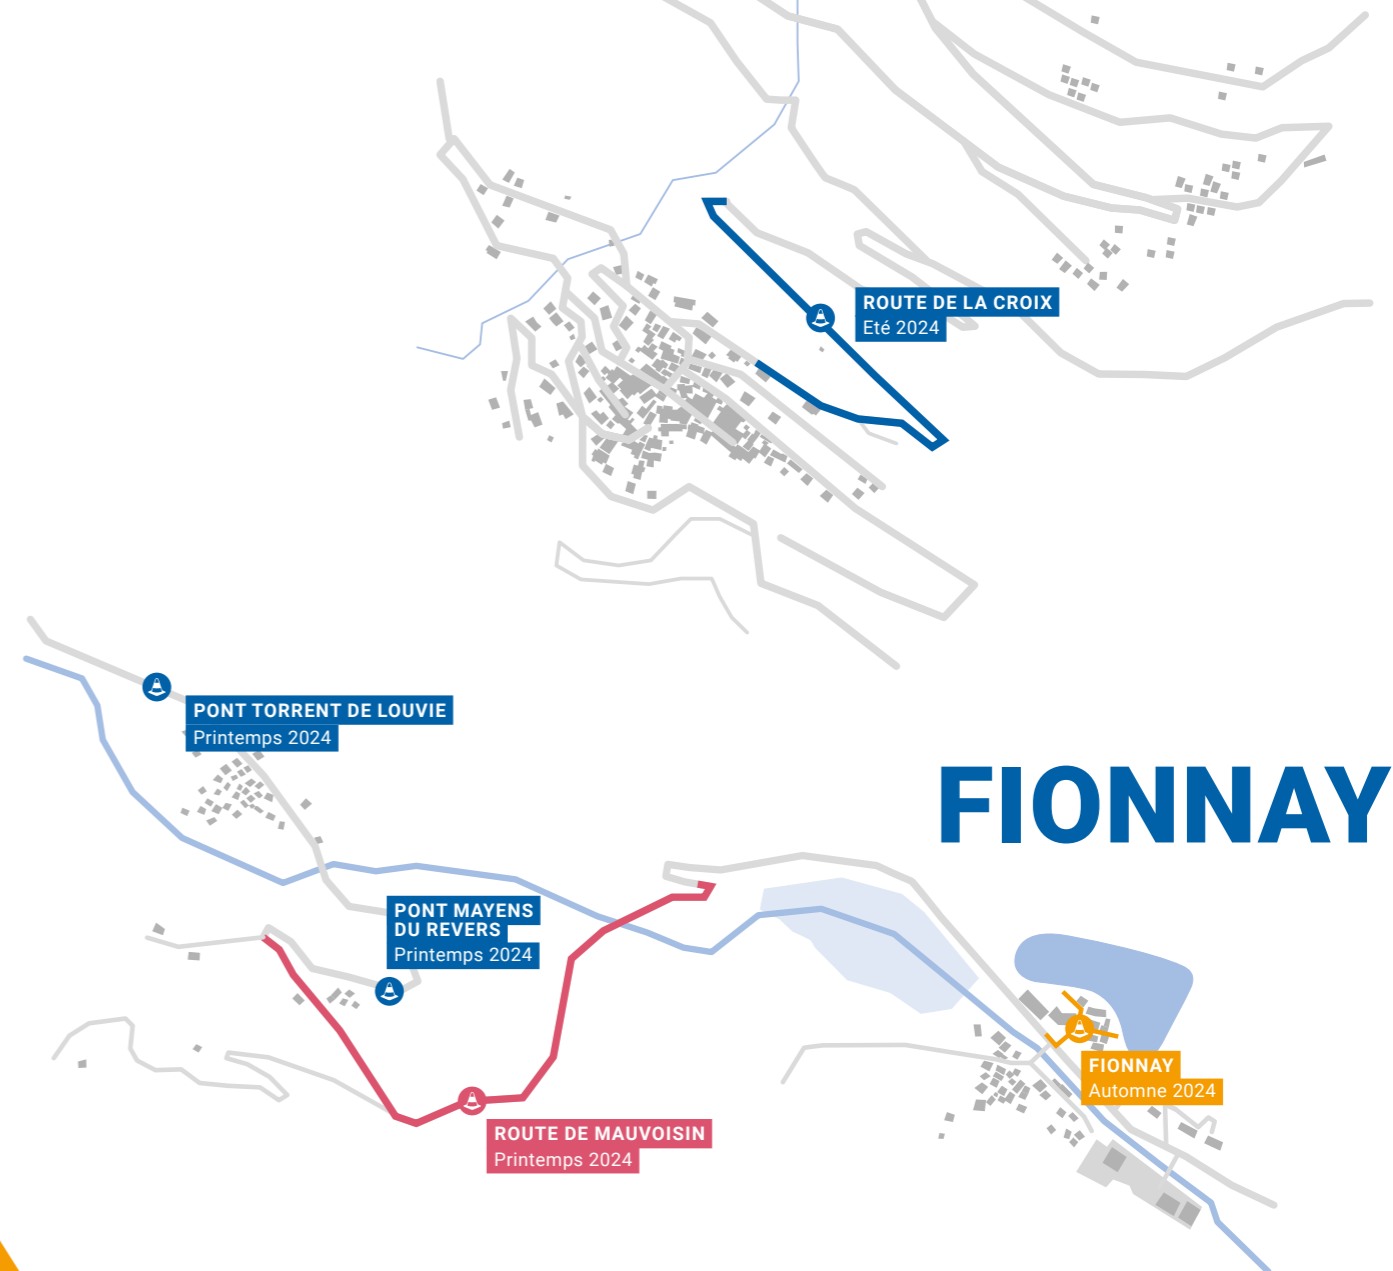 ROUTE DE LA CROIX
Eté 2024
PONT TORRENT DE LOUVIE
Printemps 2024
FIONNAY
PONT MAYENS
DU REVERS
Printemps 2024
FIONNAY
Automne 2024
ROUTE DE MAUVOISIN
Printemps 2024